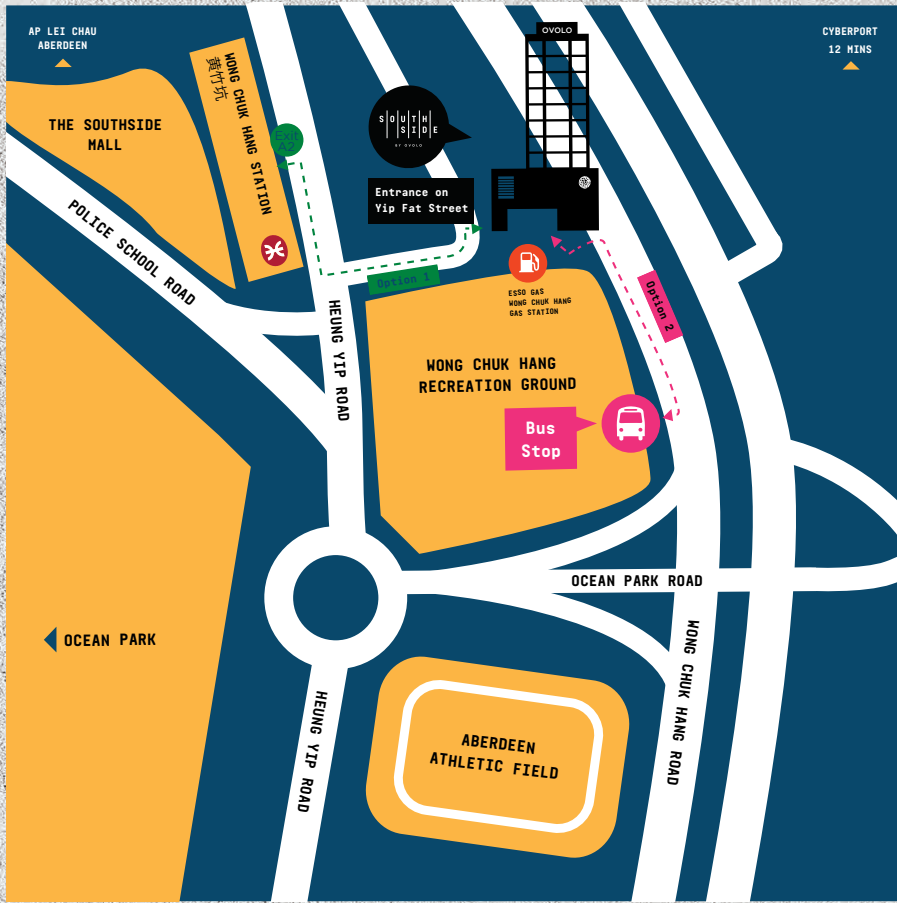 AP LEI CHAU
ABERDEEN
CYBERPORT
12 MINS
OVOLO
WONG CHUK HANG STATION
黃竹坑
THE SOUTHSIDE
MALL
Exit
A2
SOUTH
SIDE
BY OVOLO
Entrance on
Yip Fat Street
POLICE SCHOOL ROAD
Option 1
Option 2
ESSO GAS
WONG CHUK HANG
GAS STATION
HEUNG YIP ROAD
WONG CHUK HANG
RECREATION GROUND
Bus
Stop
OCEAN PARK ROAD
OCEAN PARK
WONG CHUK HANG ROAD
HEUNG YIP ROAD
ABERDEEN
ATHLETIC FIELD